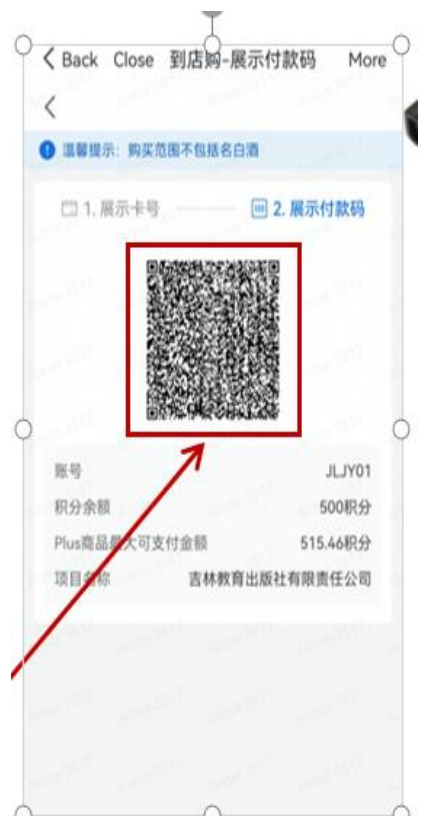 Back Close 到店购-展示付款码 More
温馨提示：购买范围不包括名白酒
1. 展示卡号 2. 展示付款码
账号 JLJY01
积分余额 500积分
Plus商品最大可支付金额 515.46积分
项目名称 吉林教育出版社有限责任公司